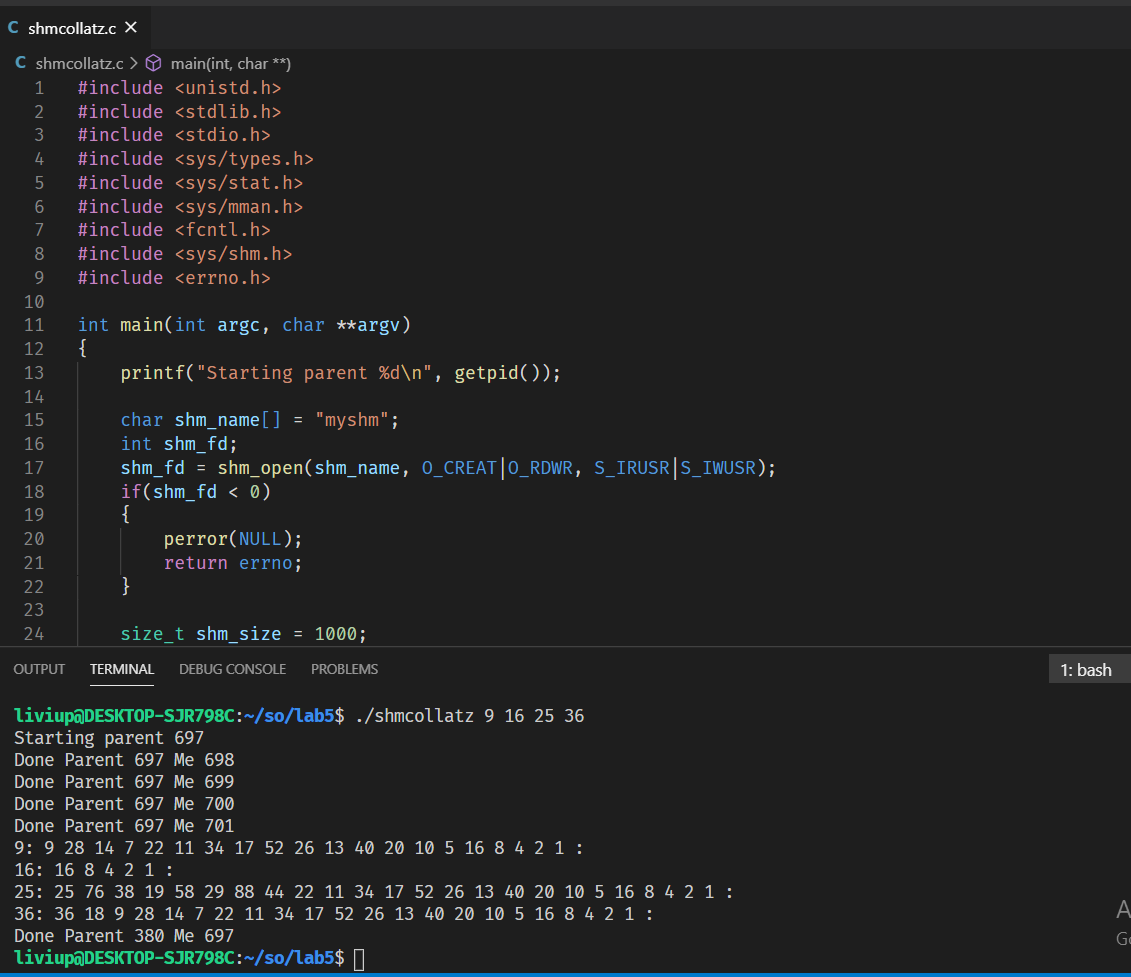 C shmcollatz.c ×
C shmcollatz.c > main(int, char **)
1 #include <unistd.h>
2 #include <stdlib.h>
3 #include <stdio.h>
4 #include <sys/types.h>
5 #include <sys/stat.h>
6 #include <sys/mman.h>
7 #include <fcntl.h>
8 #include <sys/shm.h>
9 #include <errno.h>
10
11 int main(int argc, char **argv)
12 {
13     printf("Starting parent %d\n", getpid());
14
15     char shm_name[] = "myshm";
16     int shm_fd;
17     shm_fd = shm_open(shm_name, O_CREAT|O_RDWR, S_IRUSR|S_IWUSR);
18     if(shm_fd < 0)
19     {
20         perror(NULL);
21         return errno;
22     }
23
24     size_t shm_size = 1000;
OUTPUT TERMINAL DEBUG CONSOLE PROBLEMS 1: bash
liviup@DESKTOP-SJR798C:~/so/lab5$ ./shmcollatz 9 16 25 36
Starting parent 697
Done Parent 697 Me 698
Done Parent 697 Me 699
Done Parent 697 Me 700
Done Parent 697 Me 701
9: 9 28 14 7 22 11 34 17 52 26 13 40 20 10 5 16 8 4 2 1 :
16: 16 8 4 2 1 :
25: 25 76 38 19 58 29 88 44 22 11 34 17 52 26 13 40 20 10 5 16 8 4 2 1 :
36: 36 18 9 28 14 7 22 11 34 17 52 26 13 40 20 10 5 16 8 4 2 1 :
Done Parent 380 Me 697
liviup@DESKTOP-SJR798C:~/so/lab5$